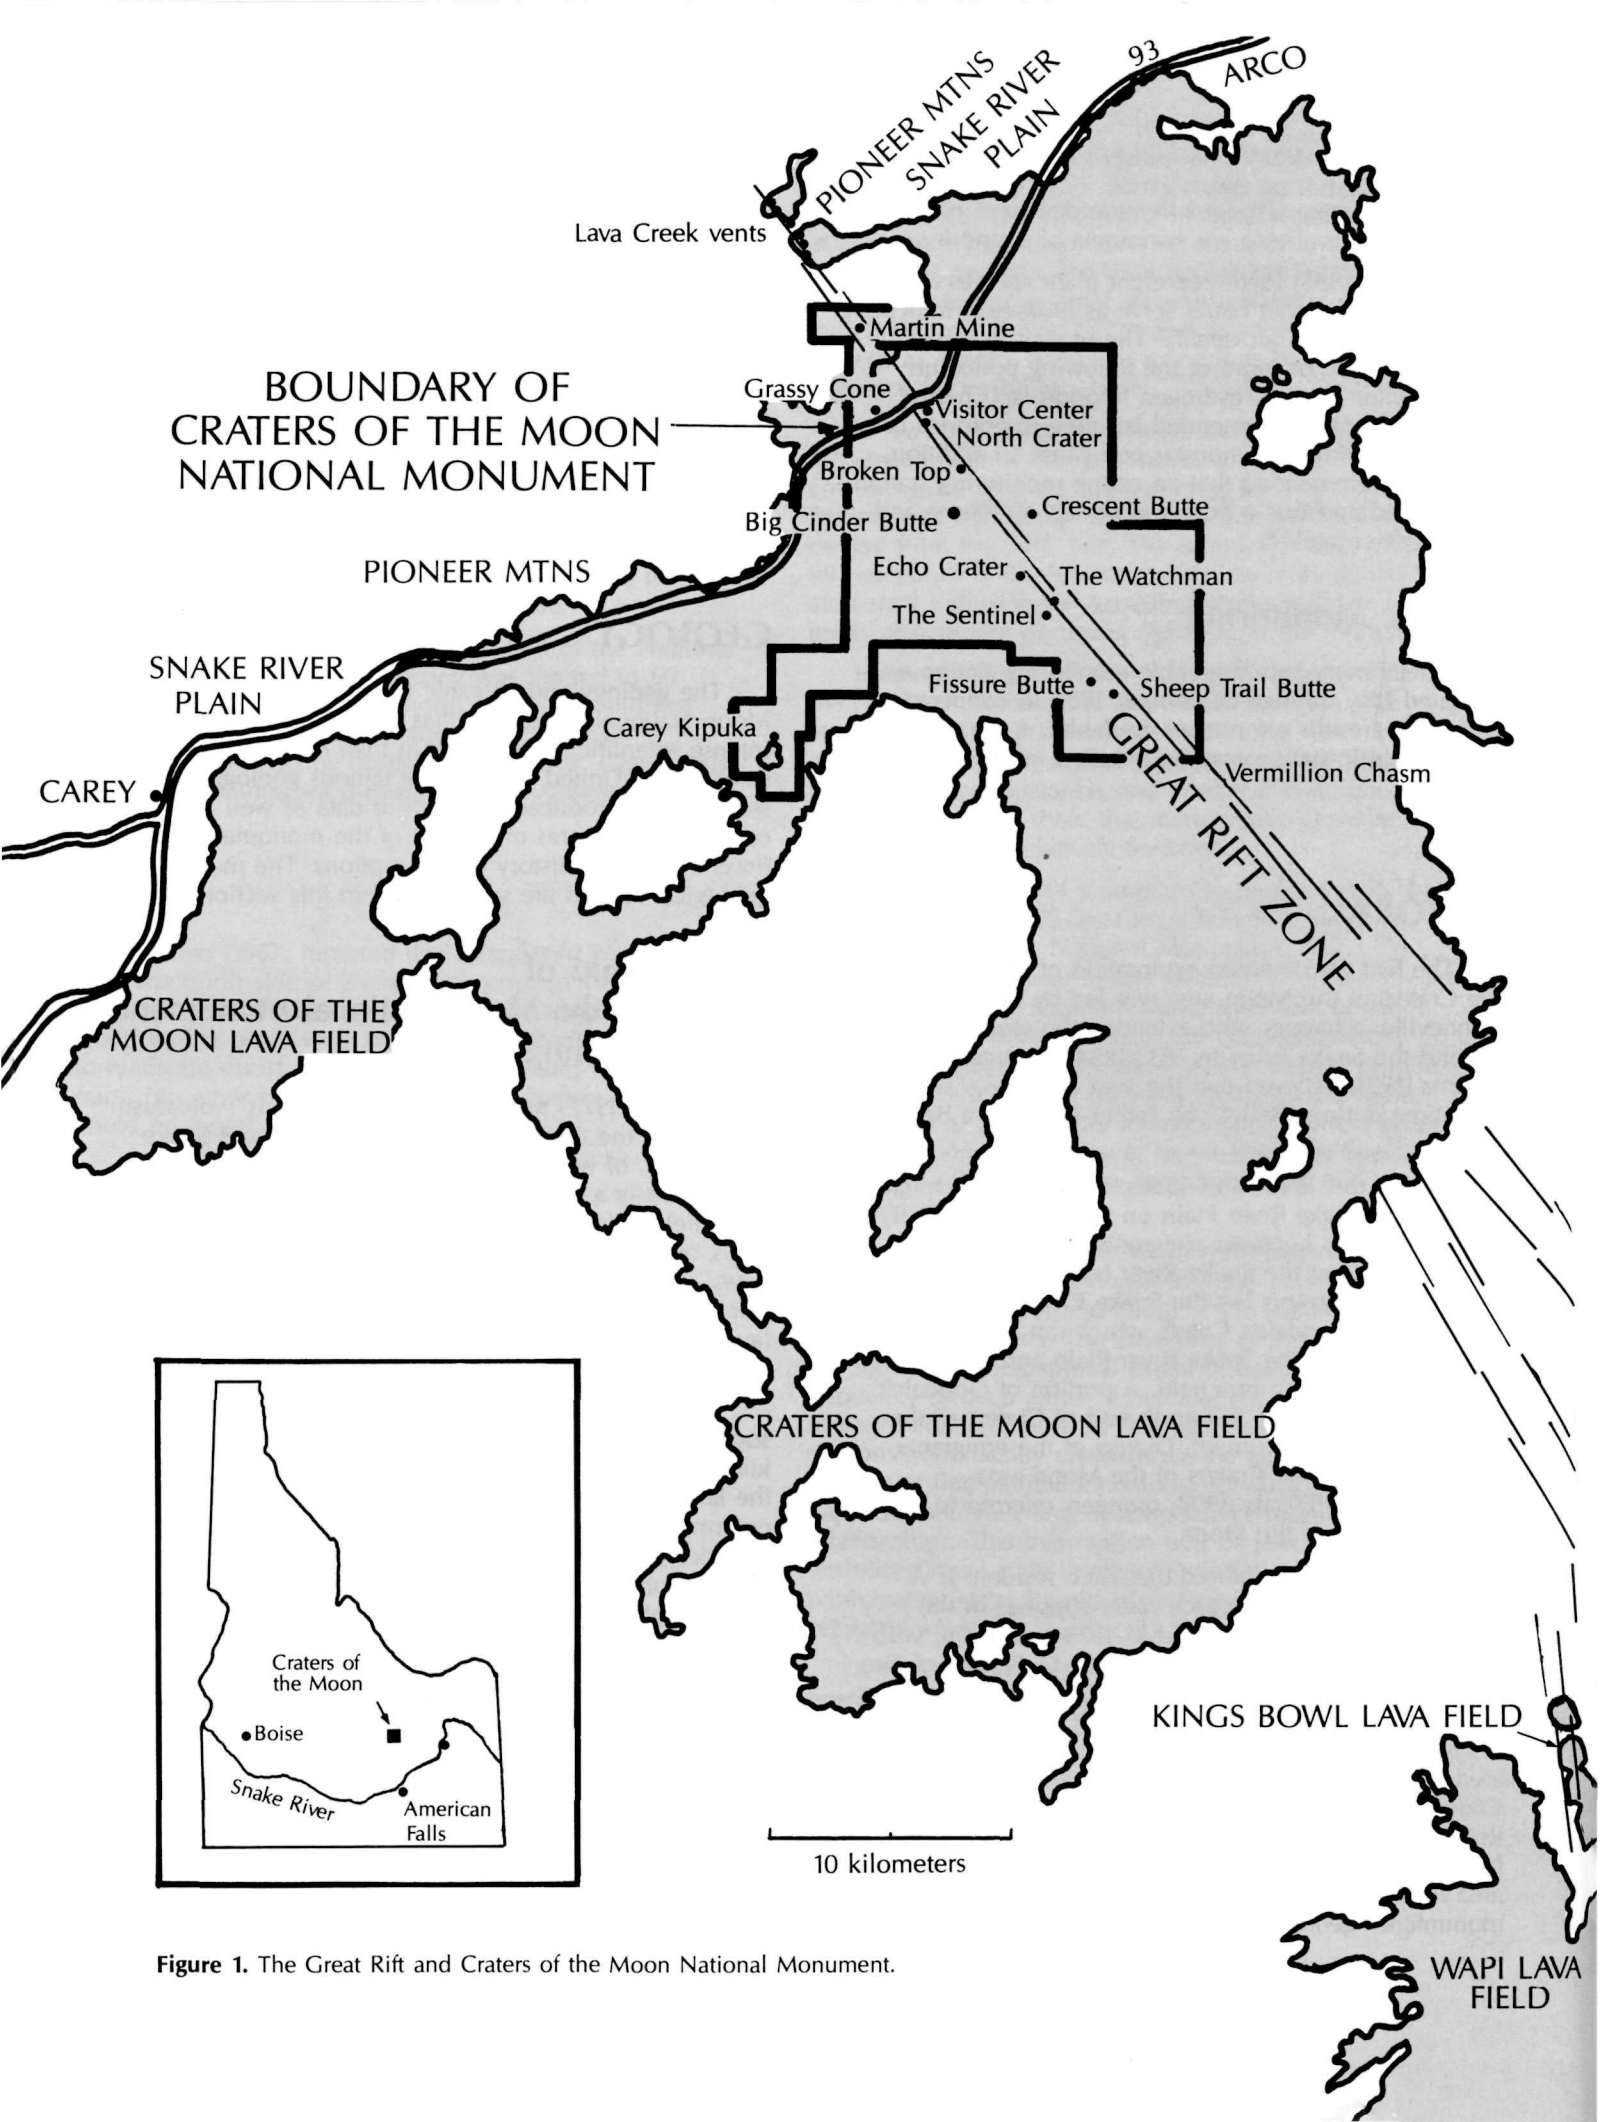 93
ARCO
PIONEER MTNS
SNAKE RIVER
PLAIN
Lava Creek vents
Martin Mine
BOUNDARY OF
CRATERS OF THE MOON
NATIONAL MONUMENT
Grassy Cone
Visitor Center
North Crater
Broken Top
Crescent Butte
Big Cinder Butte
PIONEER MTNS
Echo Crater
The Watchman
The Sentinel
SNAKE RIVER
PLAIN
Fissure Butte
Sheep Trail Butte
Carey Kipuka
Vermillion Chasm
CAREY
GREAT RIFT ZONE
CRATERS OF THE
MOON LAVA FIELD
CRATERS OF THE MOON LAVA FIELD
Craters of
the Moon
Boise
Snake River
American
Falls
KINGS BOWL LAVA FIELD
10 kilometers
WAPI LAVA
FIELD
Figure 1. The Great Rift and Craters of the Moon National Monument.